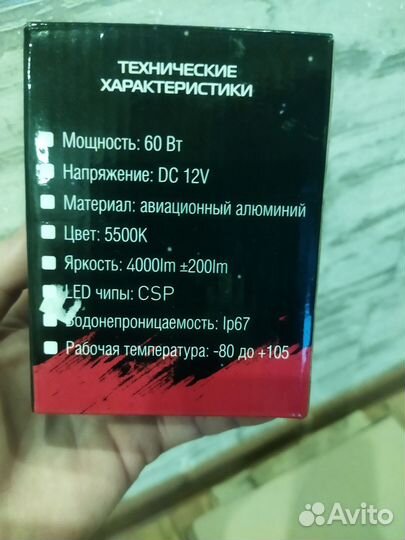 ТЕХНИЧЕСКИЕ
ХАРАКТЕРИСТИКИ
Мощность: 60 Вт
Напряжение: DC 12V
Материал: авиационный алюминий
Цвет: 5500K
Яркость: 4000lm ±200lm
LED чипы: CSP
Водонепроницаемость: Ip67
Рабочая температура: -80 до +105
Avito